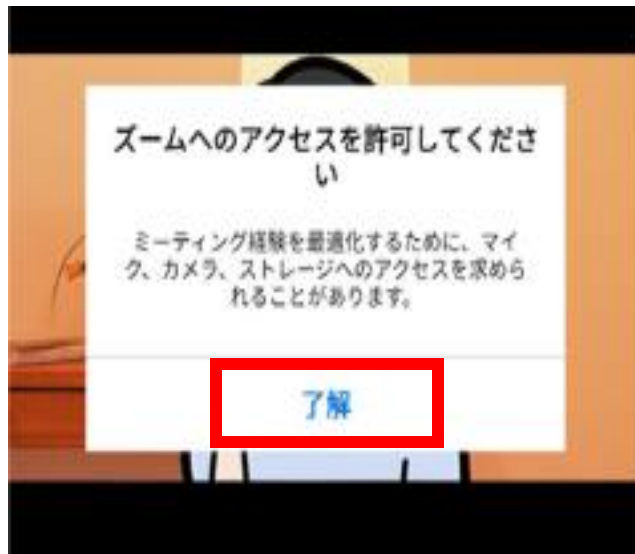 ズームへのアクセスを許可してくださ
い
ミーティング経験を最適化するために、マイ
ク、カメラ、ストレージへのアクセスを求めら
れることがあります。
了解